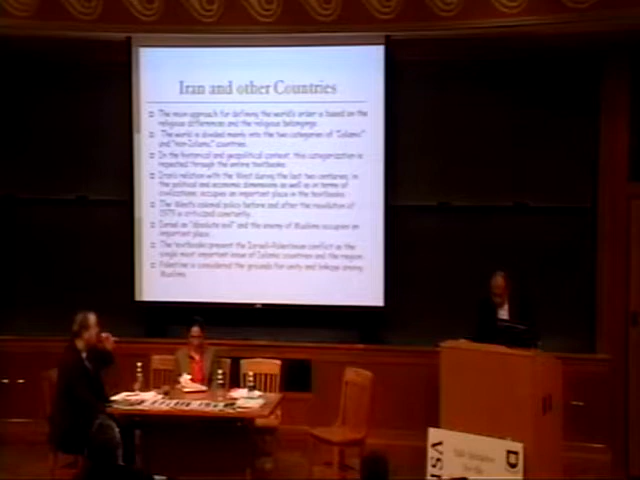 Iran and other Countries
The main approach for defining the world's order is based on the
religious differences and the religious belongings.
The world is divided mainly into the two categories of "Islamic"
and "non-Islamic" countries.
In the historical and geopolitical context, this categorization is
repeated through the entire textbooks.
Iran's relation with the West during the last two centuries, in
the political and economic dimensions as well as in terms of
civilizations, occupies an important place in the textbooks.
The West's colonial policy before and after the revolution of
1979 is criticized constantly.
Israel as "absolute evil" and the enemy of Muslims occupies an
important place.
The textbooks present the Israel-Palestinian conflict as the
single most important issue of Islamic countries and the region.
Palestine is considered the grounds for unity and linkage among
Muslims.
VSU
D